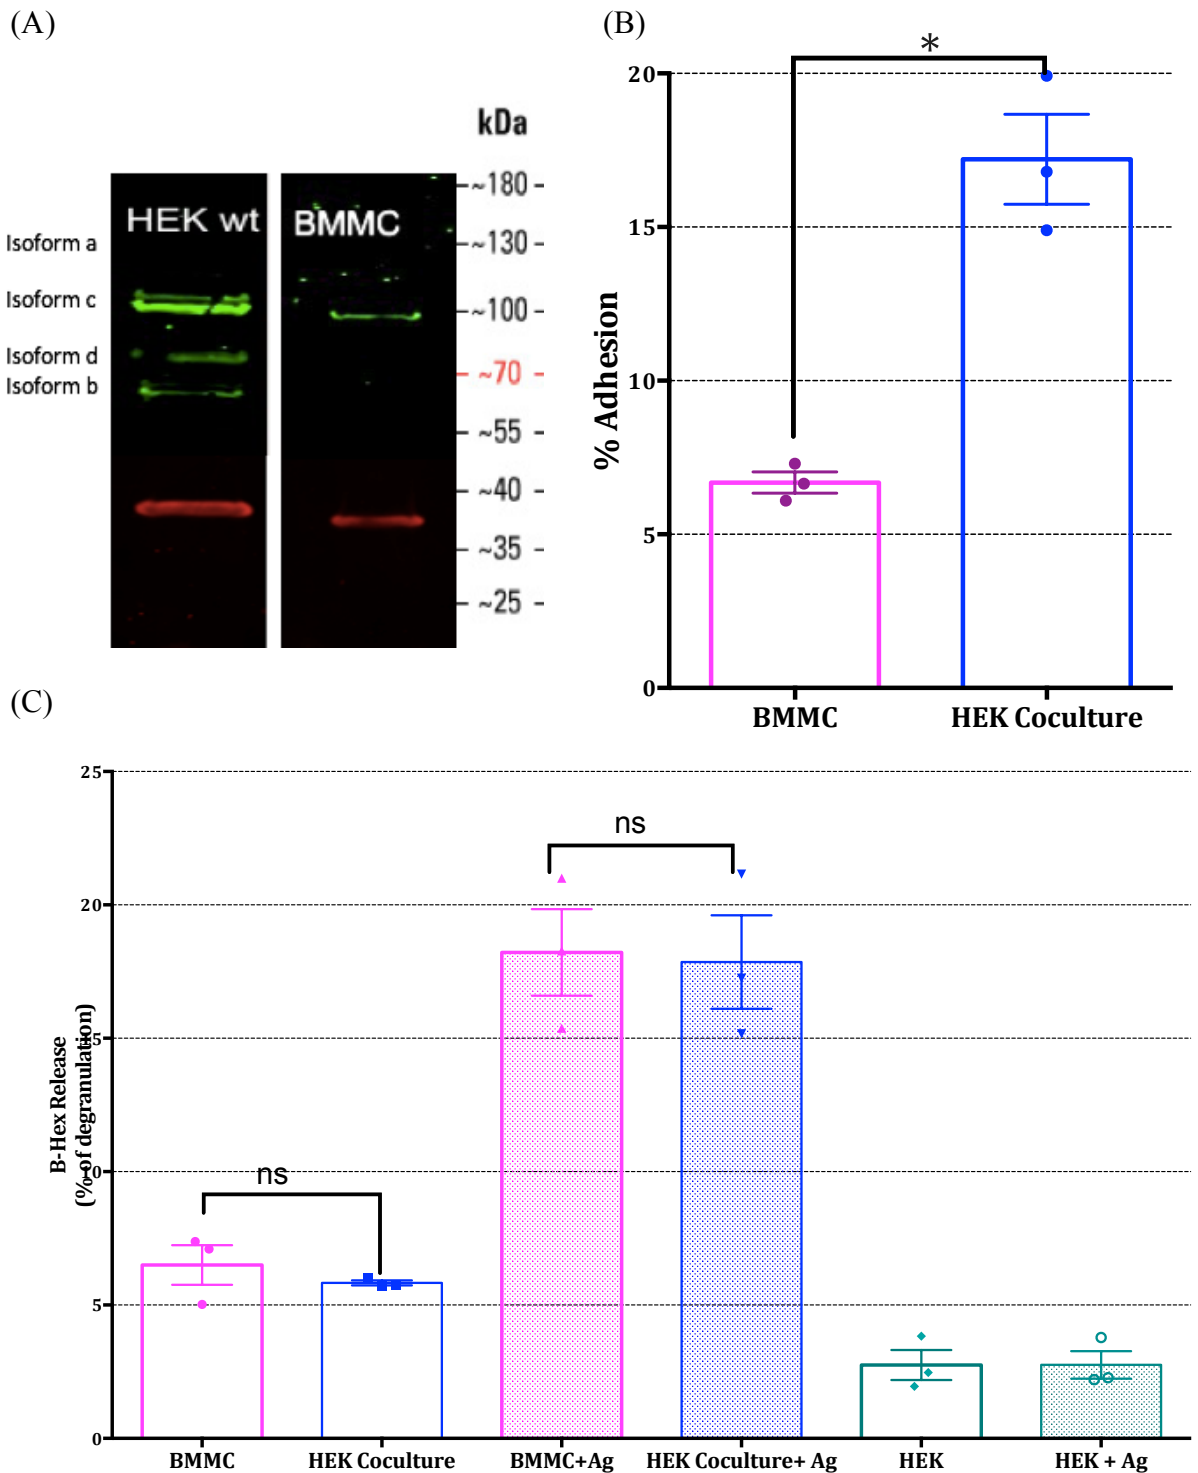 (A)
kDa
HEK wt
BMMC
Isoform a
Isoform c
Isoform d
Isoform b
~180
~130
~100
~70
~55
~40
~35
~25
(B)
*
% Adhesion
20
15
10
5
0
BMMC
HEK Coculture
(C)
B-Hex Release
(% of degranulation)
25
20
15
10
5
0
ns
ns
BMMC
HEK Coculture
BMMC+Ag
HEK Coculture+ Ag
HEK
HEK + Ag